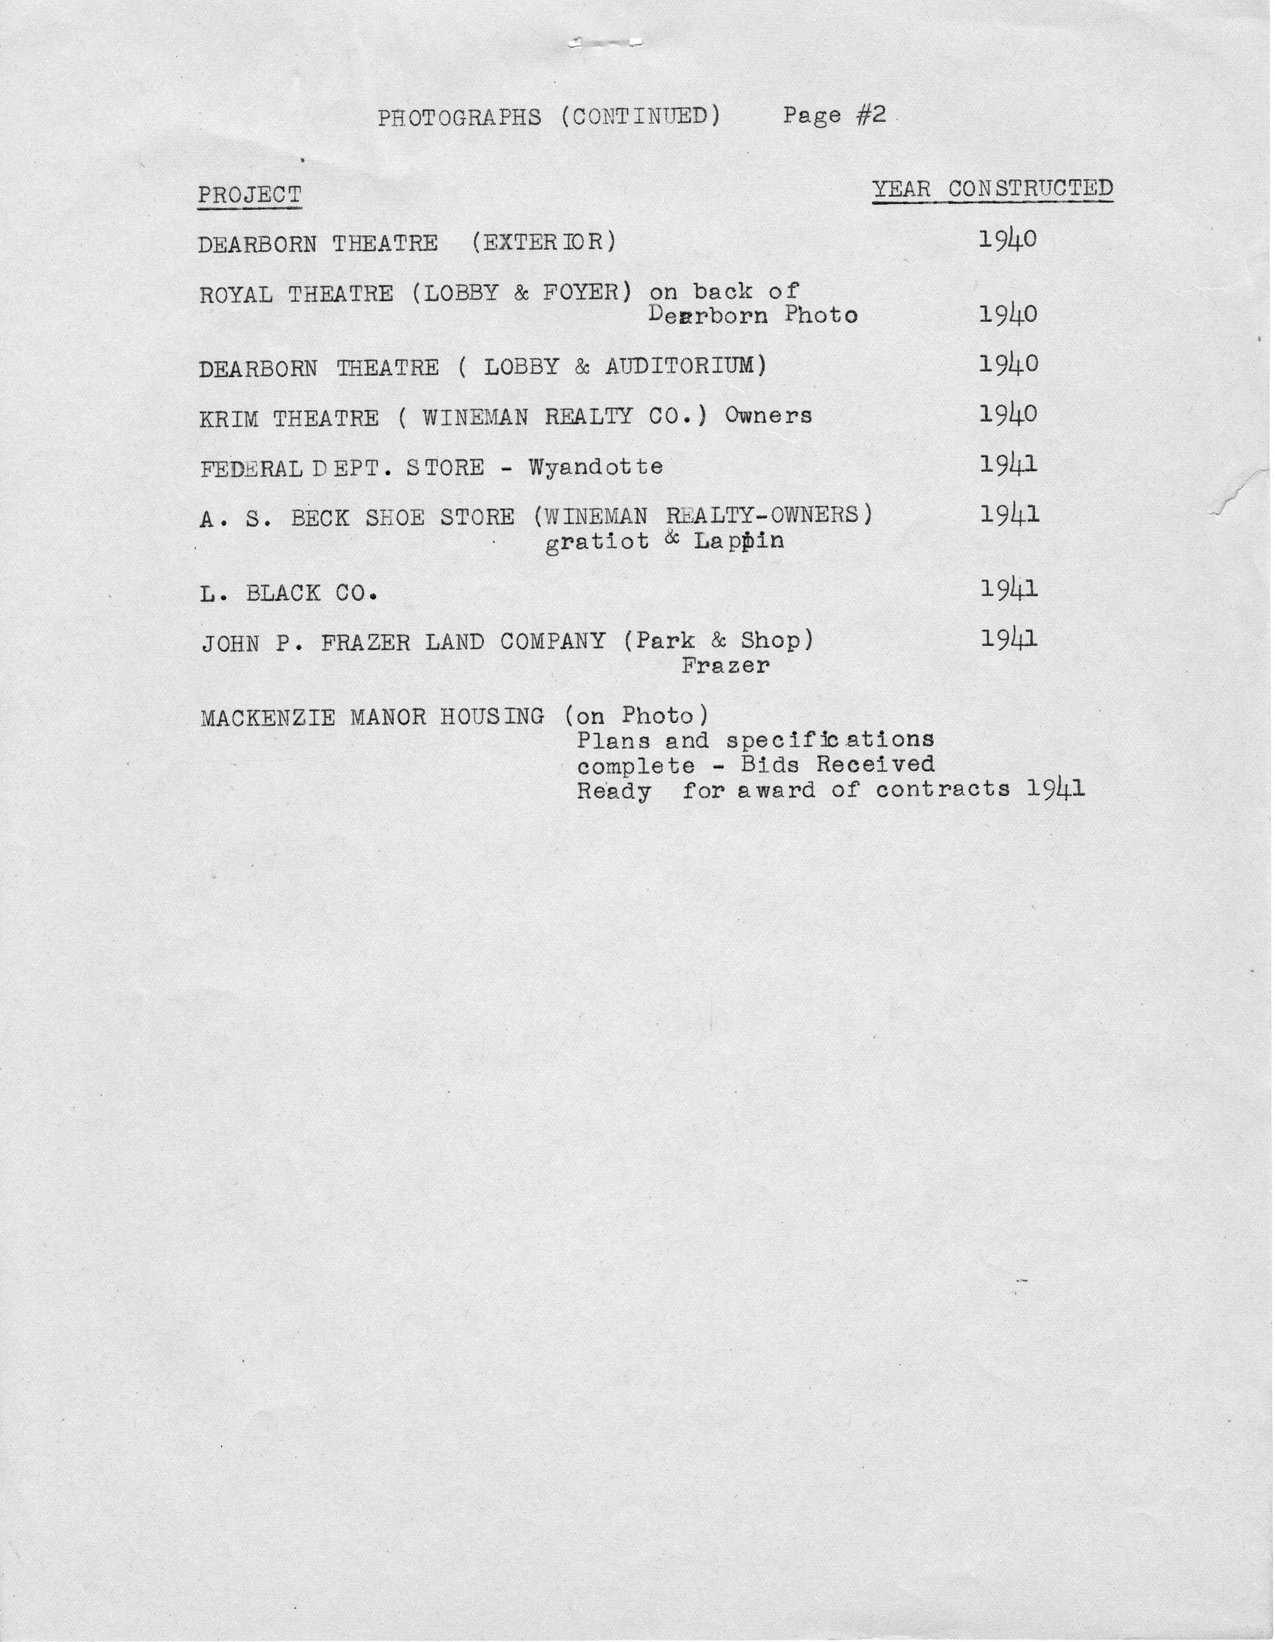 PHOTOGRAPHS (CONTINUED) Page #2
PROJECT YEAR CONSTRUCTED
DEARBORN THEATRE (EXTERIOR) 1940
ROYAL THEATRE (LOBBY & FOYER) on back of
Dearborn Photo 1940
DEARBORN THEATRE ( LOBBY & AUDITORIUM) 1940
KRIM THEATRE ( WINEMAN REALTY CO.) Owners 1940
FEDERAL DEPT. STORE - Wyandotte 1941
A. S. BECK SHOE STORE (WINEMAN REALTY-OWNERS) 1941
gratiot & Lappin
L. BLACK CO. 1941
JOHN P. FRAZER LAND COMPANY (Park & Shop) 1941
Frazer
MACKENZIE MANOR HOUSING (on Photo)
Plans and specifications
complete - Bids Received
Ready for award of contracts 1941